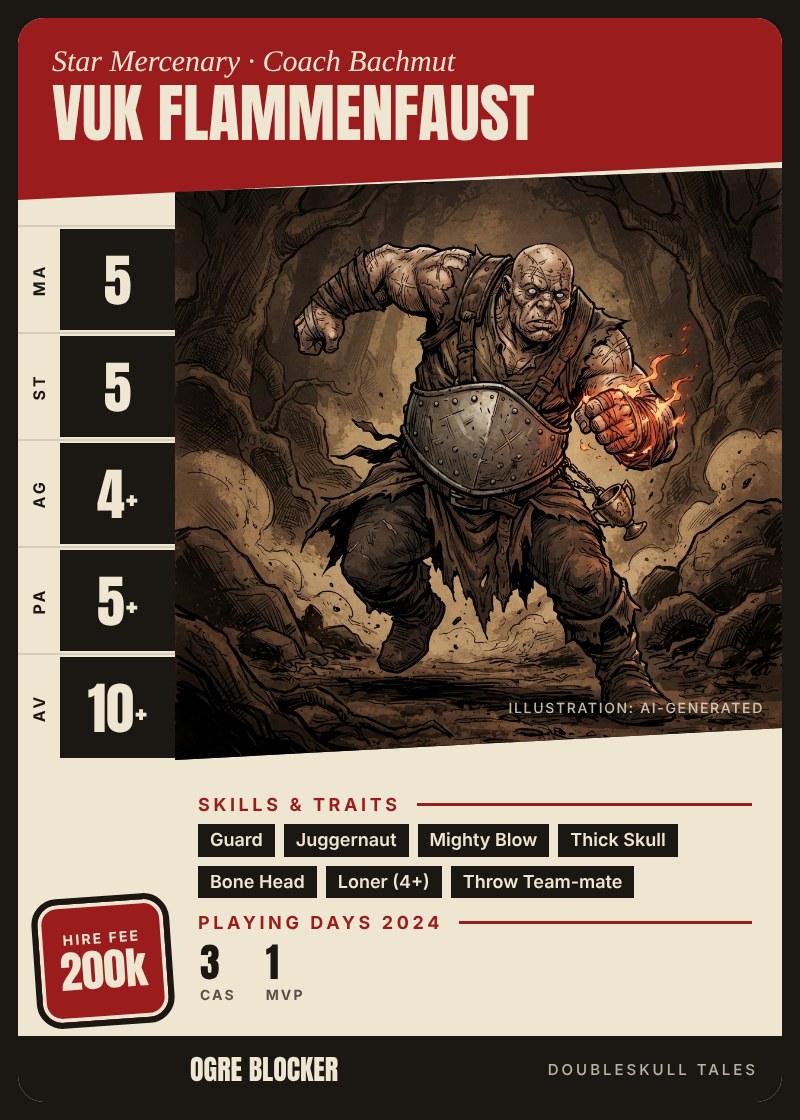 Star Mercenary · Coach Bachmut
VUK FLAMMENFAUST
MA
5
ST
5
AG
4+
PA
5+
AV
10+
ILLUSTRATION: AI-GENERATED
SKILLS & TRAITS
Guard Juggernaut Mighty Blow Thick Skull
Bone Head Loner (4+) Throw Team-mate
PLAYING DAYS 2024
3 1
CAS MVP
HIRE FEE
200k
OGRE BLOCKER
DOUBLESKULL TALES